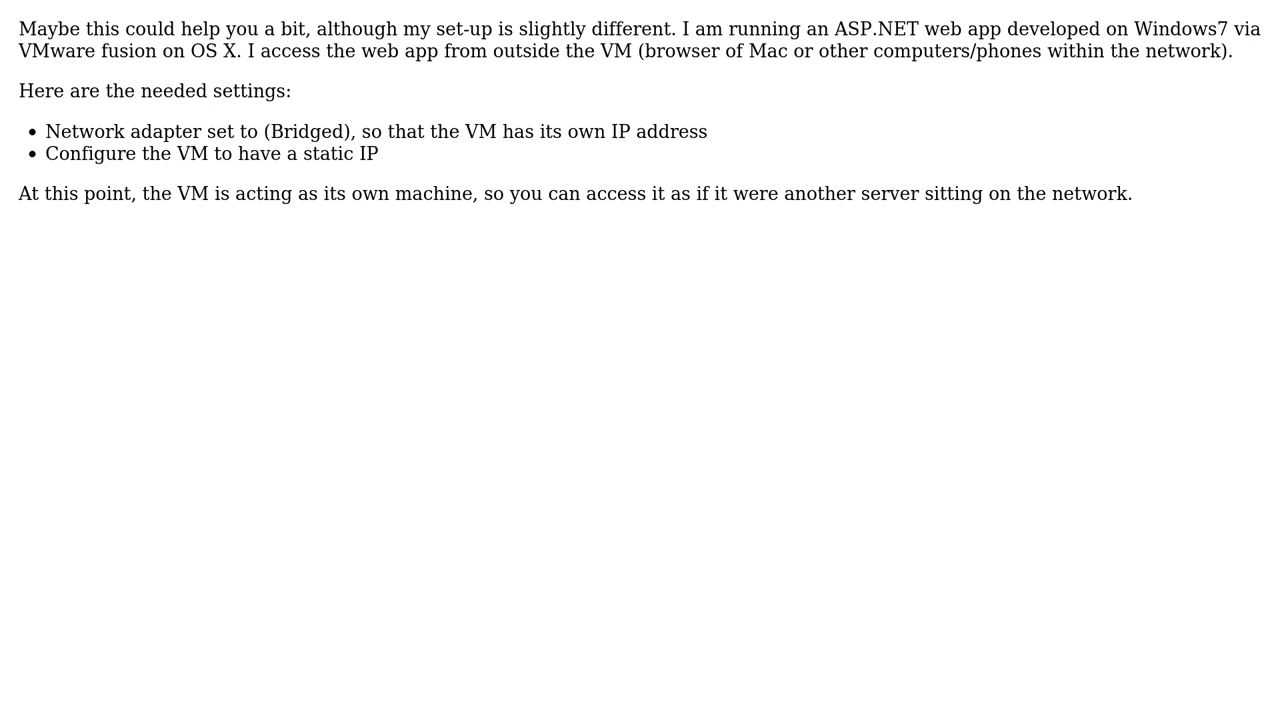 Maybe this could help you a bit, although my set-up is slightly different. I am running an ASP.NET web app developed on Windows7 via
VMware fusion on OS X. I access the web app from outside the VM (browser of Mac or other computers/phones within the network).
Here are the needed settings:
• Network adapter set to (Bridged), so that the VM has its own IP address
• Configure the VM to have a static IP
At this point, the VM is acting as its own machine, so you can access it as if it were another server sitting on the network.